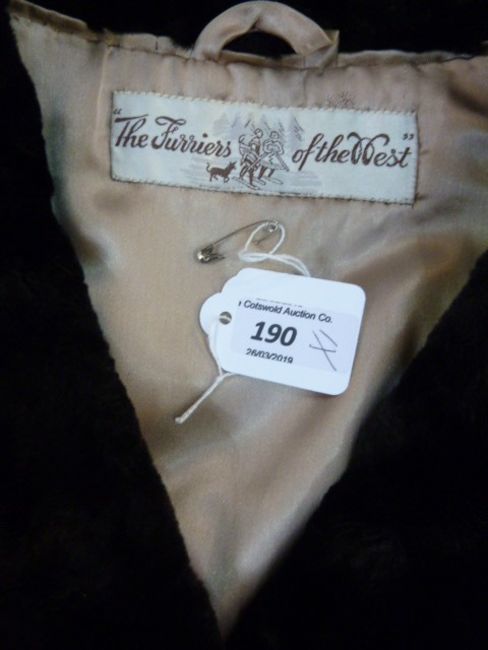 "The Furriers of the West"
Cotswold Auction Co.
190
26/03/2019